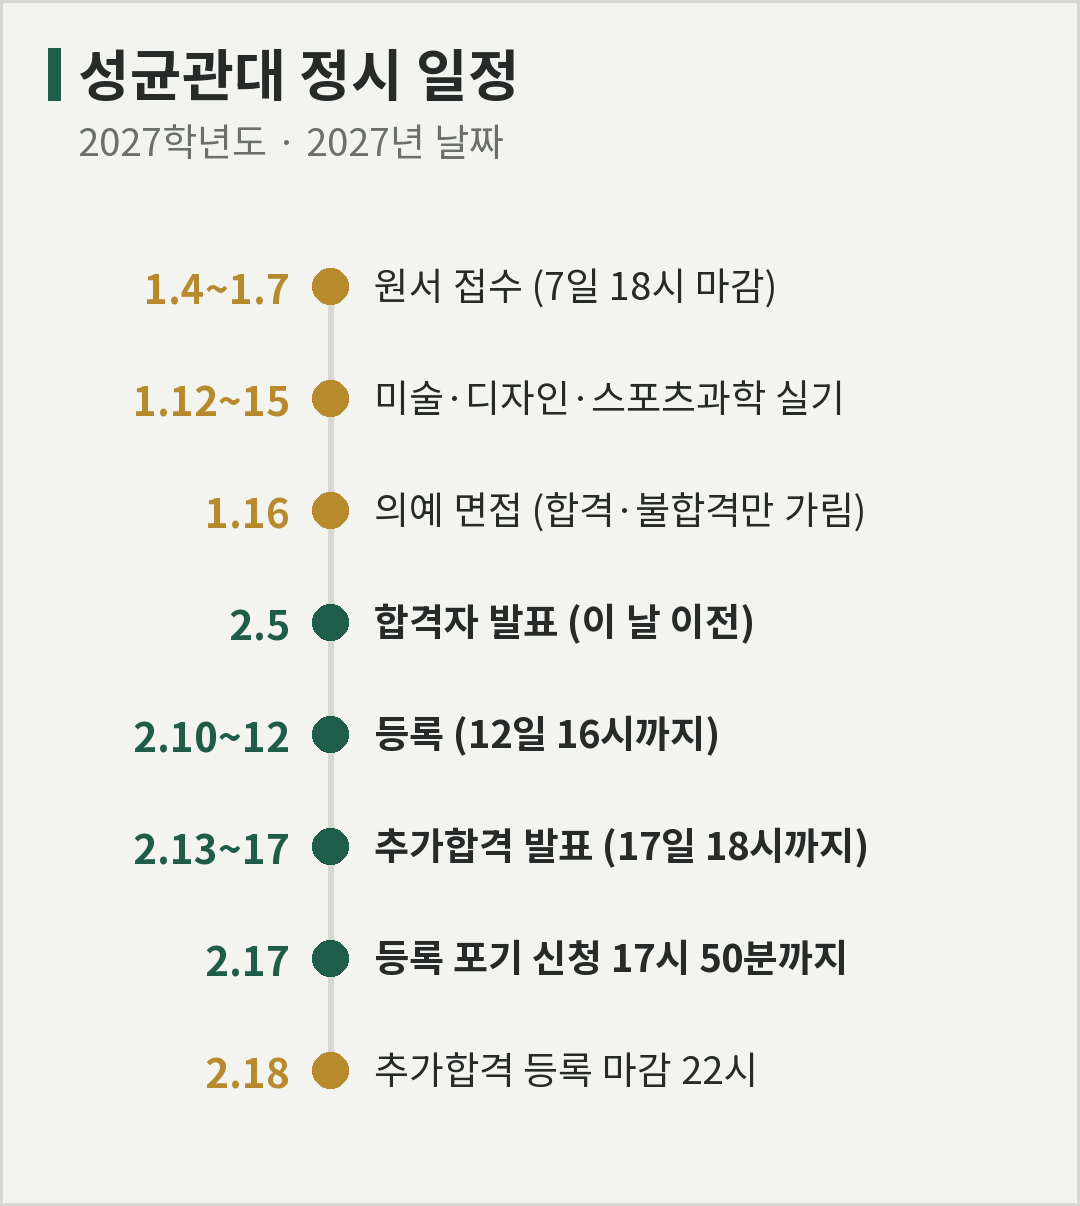 성균관대 정시 일정
2027학년도 · 2027년 날짜
1.4~1.7 원서 접수 (7일 18시 마감)
1.12~15 미술·디자인·스포츠과학 실기
1.16 의예 면접 (합격·불합격만 가림)
2.5 합격자 발표 (이 날 이전)
2.10~12 등록 (12일 16시까지)
2.13~17 추가합격 발표 (17일 18시까지)
2.17 등록 포기 신청 17시 50분까지
2.18 추가합격 등록 마감 22시